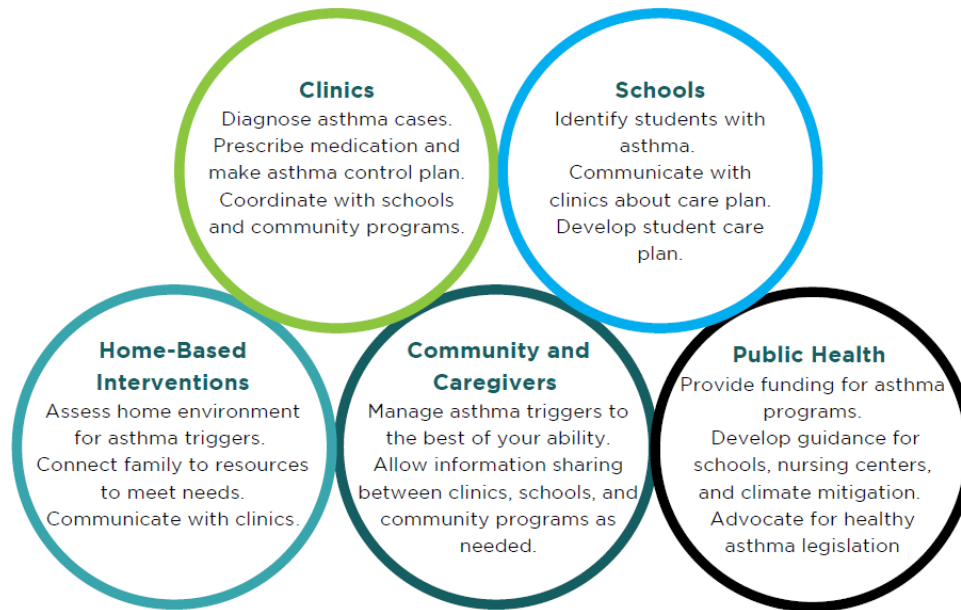 Clinics
Diagnose asthma cases.
Prescribe medication and
make asthma control plan.
Coordinate with schools
and community programs.
Schools
Identify students with
asthma.
Communicate with
clinics about care plan.
Develop student care
plan.
Home-Based
Interventions
Assess home environment
for asthma triggers.
Connect family to resources
to meet needs.
Communicate with clinics.
Community and
Caregivers
Manage asthma triggers to
the best of your ability.
Allow information sharing
between clinics, schools, and
community programs as
needed.
Public Health
Provide funding for asthma
programs.
Develop guidance for
schools, nursing centers,
and climate mitigation.
Advocate for healthy
asthma legislation